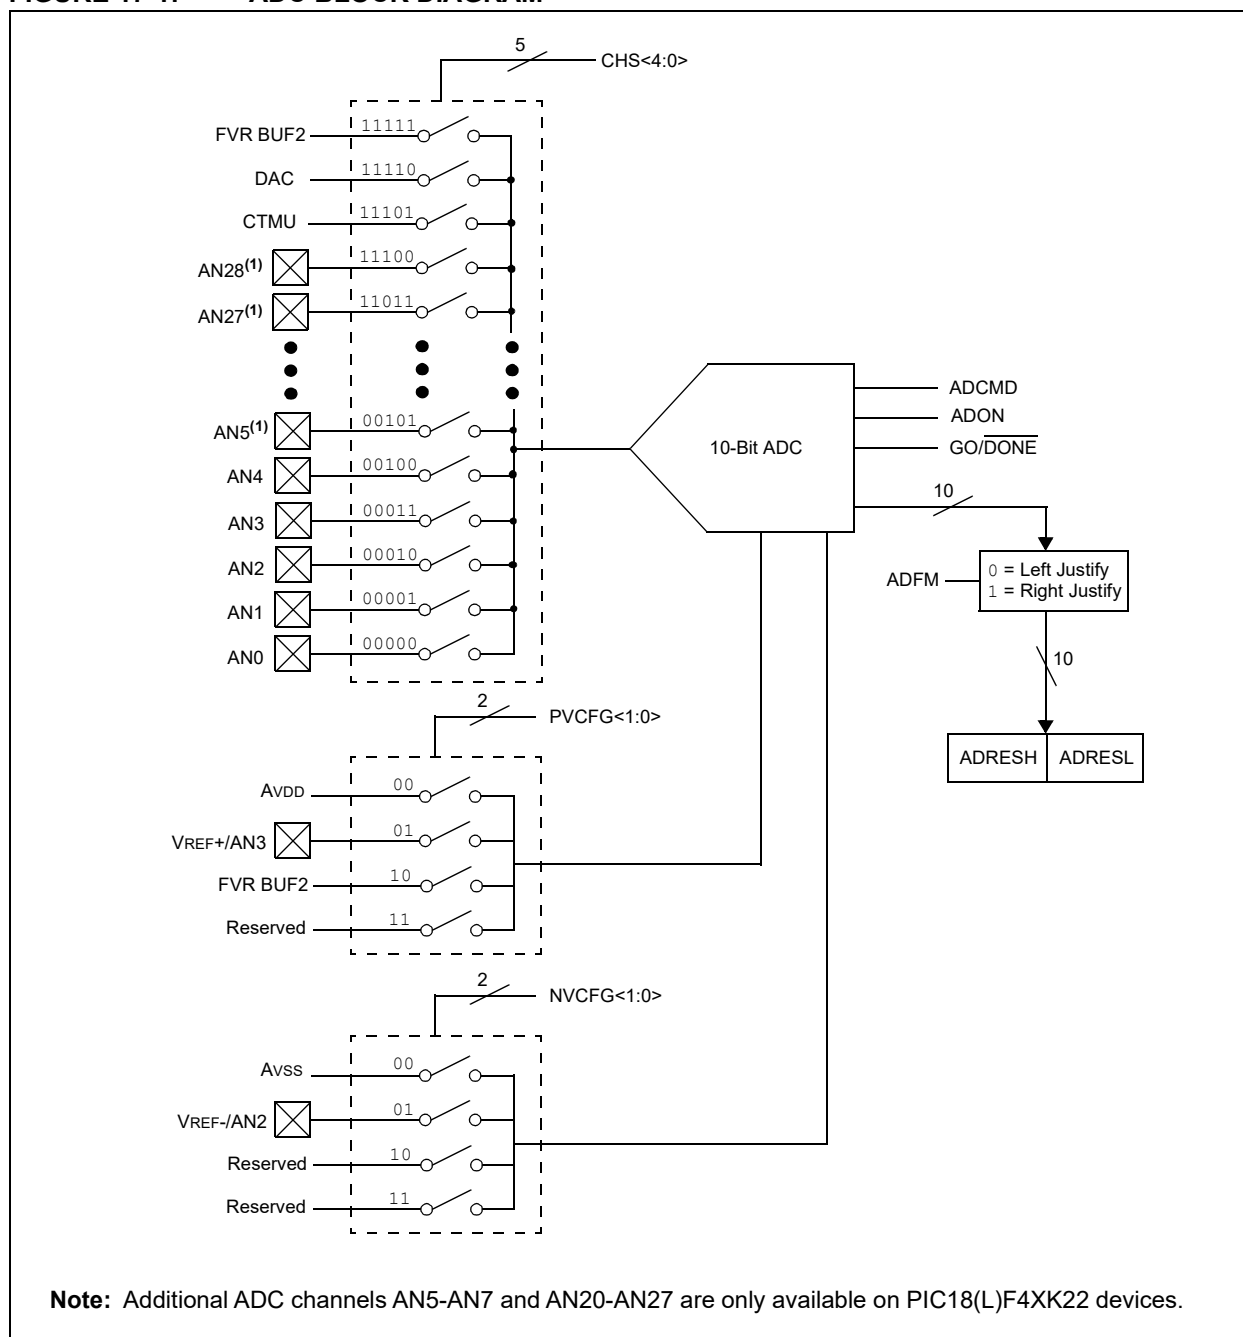 5
CHS<4:0>
FVR BUF2 11111
DAC 11110
CTMU 11101
AN28(1) 11100
AN27(1) 11011
AN5(1) 00101
AN4 00100
AN3 00011
AN2 00010
AN1 00001
AN0 00000
10-Bit ADC
ADCMD
ADON
GO/DONE
10
ADFM
0 = Left Justify
1 = Right Justify
10
ADRESH ADRESL
2
PVCFG<1:0>
AVDD 00
VREF+/AN3 01
FVR BUF2 10
Reserved 11
2
NVCFG<1:0>
AVSS 00
VREF-/AN2 01
Reserved 10
Reserved 11
Note: Additional ADC channels AN5-AN7 and AN20-AN27 are only available on PIC18(L)F4XK22 devices.